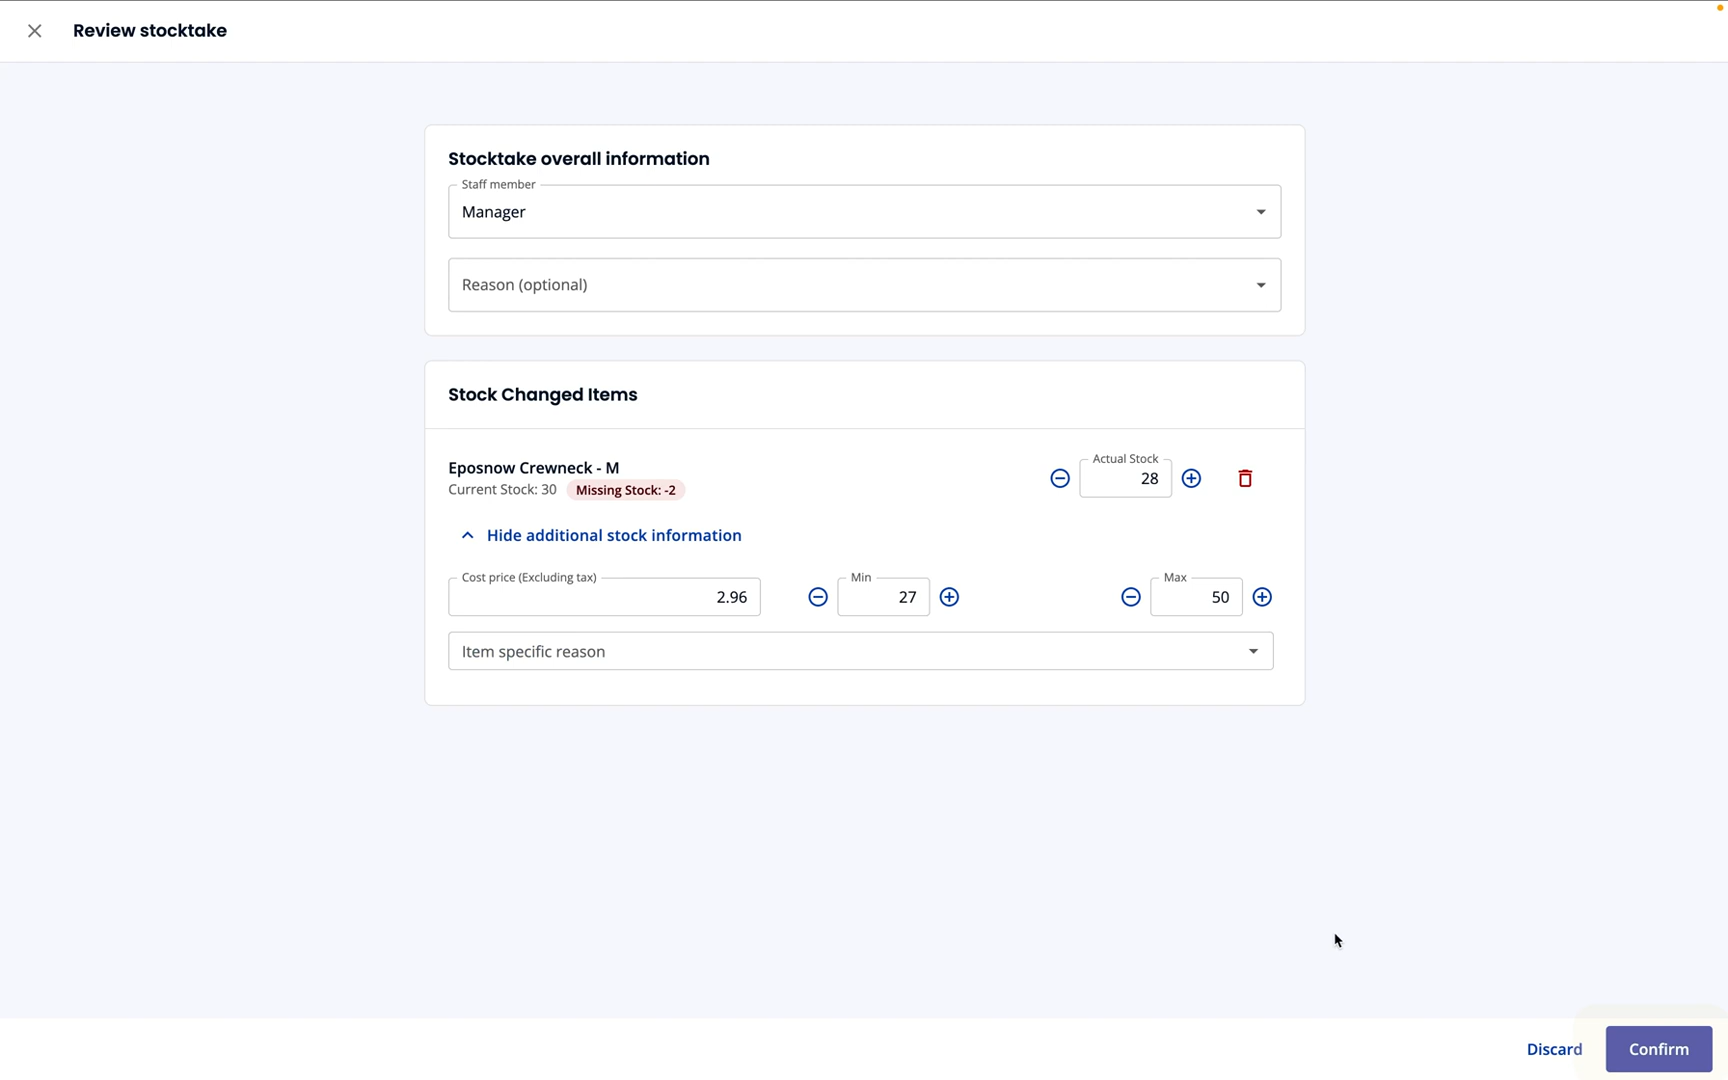 Review stocktake
Stocktake overall information
Staff member
Manager
Reason (optional)
Stock Changed Items
Eposnow Crewneck - M
Current Stock: 30 Missing Stock: -2
Actual Stock
28
Hide additional stock information
Cost price (Excluding tax)
2.96
Min
27
Max
50
Item specific reason
Discard
Confirm